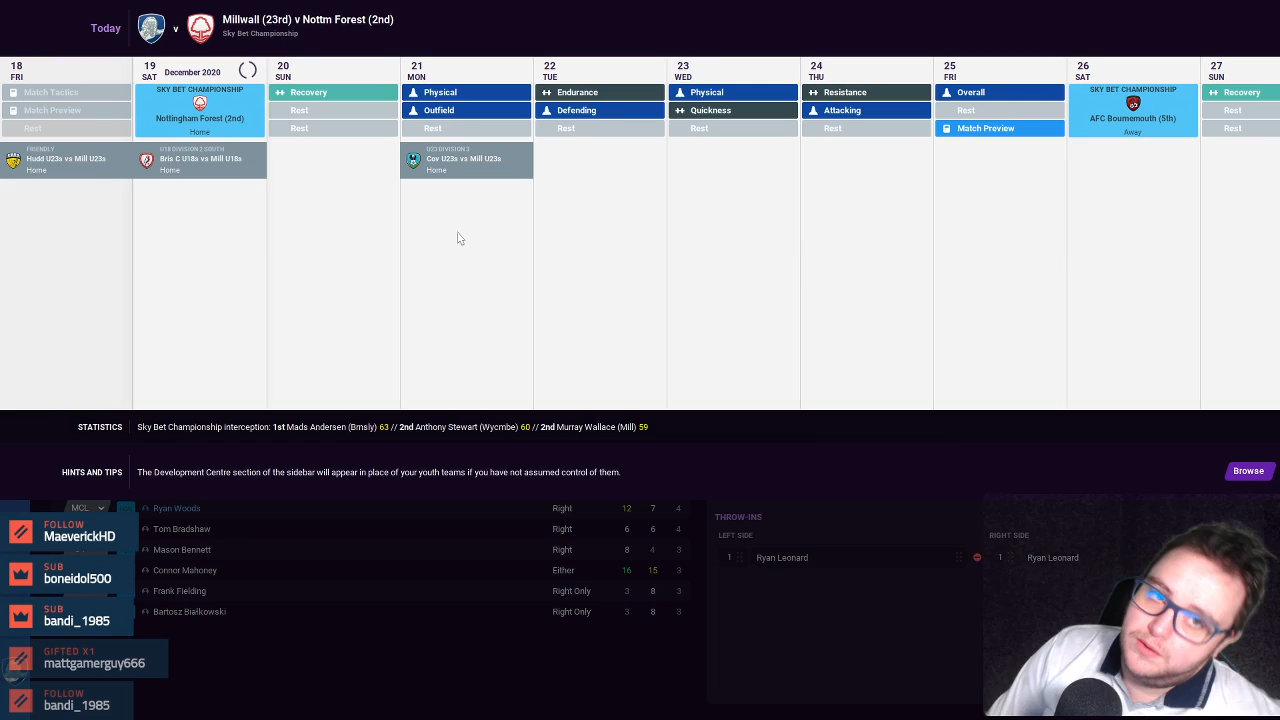 Today
v
Millwall (23rd) v Nottm Forest (2nd)
Sky Bet Championship
18
FRI
19
SAT
December 2020
20
SUN
21
MON
22
TUE
23
WED
24
THU
25
FRI
26
SAT
27
SUN
Match Tactics
Match Preview
Rest
SKY BET CHAMPIONSHIP
Nottingham Forest (2nd)
Home
Recovery
Rest
Rest
Physical
Outfield
Rest
Endurance
Defending
Rest
Physical
Quickness
Rest
Resistance
Attacking
Rest
Overall
Rest
Match Preview
SKY BET CHAMPIONSHIP
AFC Bournemouth (5th)
Away
Recovery
Rest
Rest
FRIENDLY
Hudd U23s vs Mill U23s
Home
U18 DIVISION 2 SOUTH
Bris C U18s vs Mill U18s
Home
U23 DIVISION 2
Cov U23s vs Mill U23s
Home
STATISTICS
Sky Bet Championship interception: 1st Mads Andersen (Brnsly) 63 // 2nd Anthony Stewart (Wycmbe) 60 // 2nd Murray Wallace (Mill) 59
HINTS AND TIPS
The Development Centre section of the sidebar will appear in place of your youth teams if you have not assumed control of them.
Browse
MCL
Ryan Woods Right 12 7 4
Tom Bradshaw Right 6 6 4
Mason Bennett Right 8 4 3
Connor Mahoney Either 16 15 3
Frank Fielding Right Only 3 8 3
Bartosz Białkowski Right Only 3 8 3
THROW-INS
LEFT SIDE
RIGHT SIDE
1 Ryan Leonard
1 Ryan Leonard
FOLLOW
MaeverickHD
SUB
boneidol500
SUB
bandi_1985
GIFTED X1
mattgamerguy666
FOLLOW
bandi_1985